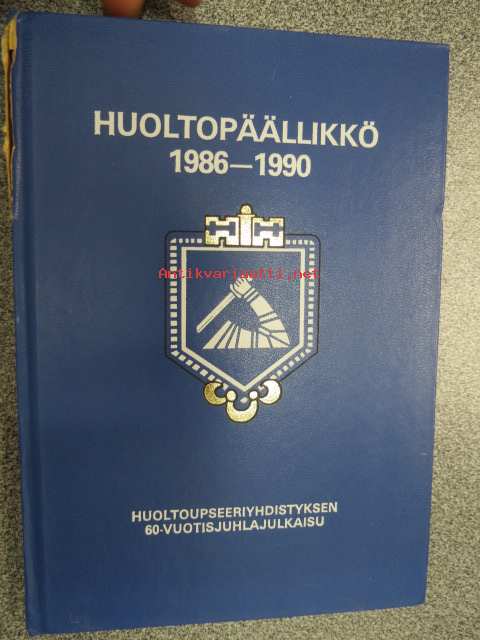 HUOLTOPÄÄLLIKKÖ
1986—1990
Antikvariaatti.net
HUOLTOUPSEERIYHDISTYKSEN
60-VUOTISJUHLAJULKAISU